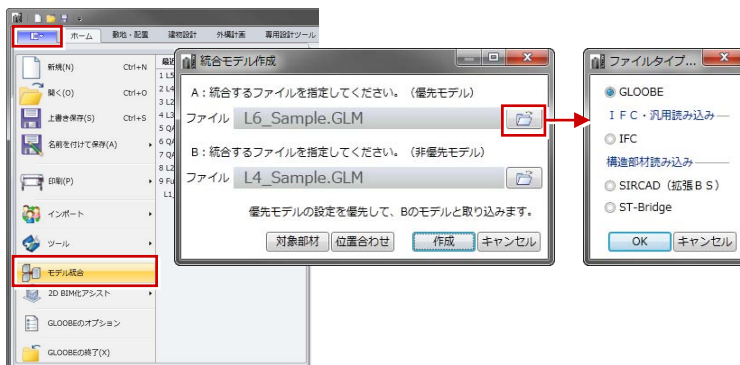 ホーム 敷地・配置 建物設計 外構計画 専用設計ツール
新規(N) Ctrl+N
開く(O) Ctrl+O
上書き保存(S) Ctrl+S
名前を付けて保存(A)
印刷(P)
インポート
ツール
モデル統合
2D BIM化アシスト
GLOOBEのオプション
GLOOBEの終了(X)
統合モデル作成
A：統合するファイルを指定してください。（優先モデル）
ファイル L6_Sample.GLM
B：統合するファイルを指定してください。（非優先モデル）
ファイル L4_Sample.GLM
優先モデルの設定を優先して、Bのモデルと取り込みます。
対象部材 位置合わせ 作成 キャンセル
ファイルタイプ...
GLOOBE
ＩＦＣ・汎用読み込み
IFC
構造部材読み込み
SIRCAD（拡張ＢＳ）
ST-Bridge
OK キャンセル